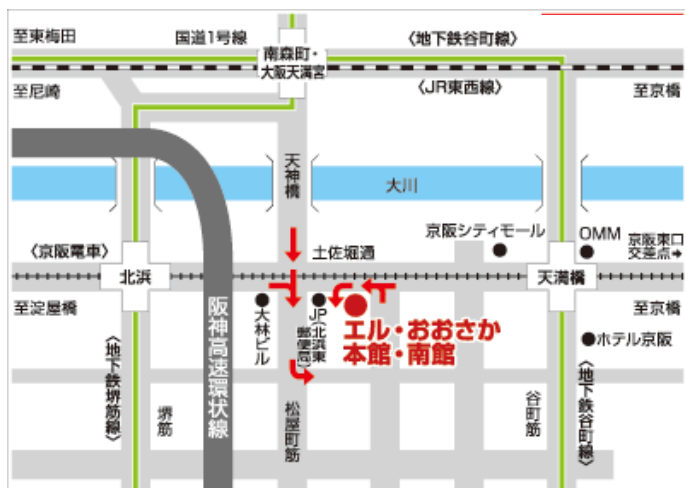 至東梅田
国道1号線
南森町・
大阪天満宮
〈地下鉄谷町線〉
至尼崎
〈JR東西線〉
至京橋
天神橋
大川
京阪シティモール
OMM
京阪東口
交差点➡
〈京阪電車〉
北浜
土佐堀通
天満橋
至淀屋橋
阪神高速環状線
大林ビル
JP(北浜東
郵便局)
エル・おおさか
本館・南館
至京橋
ホテル京阪
〈地下鉄堺筋線〉
堺筋
松屋町筋
谷町筋
〈地下鉄谷町線〉